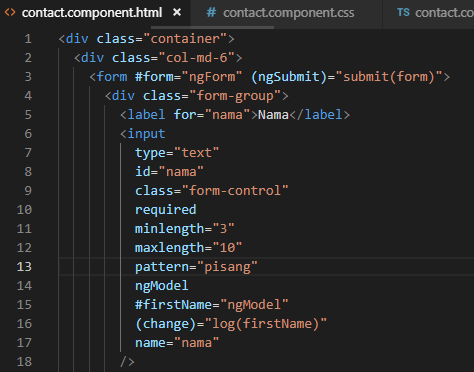 <> contact.component.html × # contact.component.css TS contact.co
1 <div class="container">
2 <div class="col-md-6">
3 <form #form="ngForm" (ngSubmit)="submit(form)">
4 <div class="form-group">
5 <label for="nama">Nama</label>
6 <input
7 type="text"
8 id="nama"
9 class="form-control"
10 required
11 minlength="3"
12 maxlength="10"
13 pattern="pisang"
14 ngModel
15 #firstName="ngModel"
16 (change)="log(firstName)"
17 name="nama"
18 />